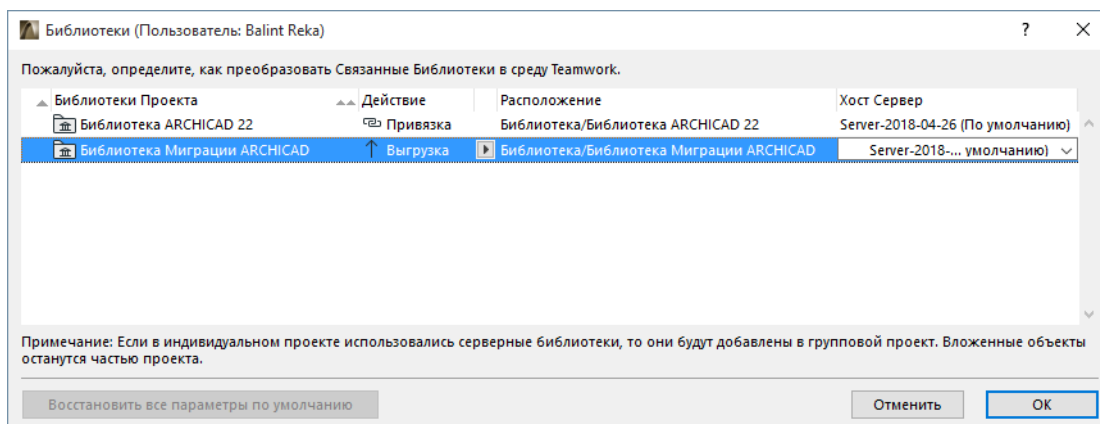 Библиотеки (Пользователь: Balint Reka)
?
Пожалуйста, определите, как преобразовать Связанные Библиотеки в среду Teamwork.
Библиотеки Проекта Действие Расположение Хост Сервер
Библиотека ARCHICAD 22 Привязка Библиотека/Библиотека ARCHICAD 22 Server-2018-04-26 (По умолчанию)
Библиотека Миграции ARCHICAD Выгрузка Библиотека/Библиотека Миграции ARCHICAD Server-2018-... умолчанию)
Примечание: Если в индивидуальном проекте использовались серверные библиотеки, то они будут добавлены в групповой проект. Вложенные объекты
останутся частью проекта.
Восстановить все параметры по умолчанию Отменить OK